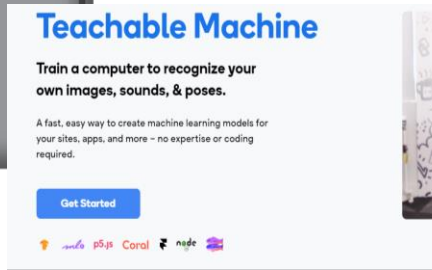 Teachable Machine
Train a computer to recognize your
own images, sounds, & poses.
A fast, easy way to create machine learning models for
your sites, apps, and more – no expertise or coding
required.
Get Started
p5.js Coral node